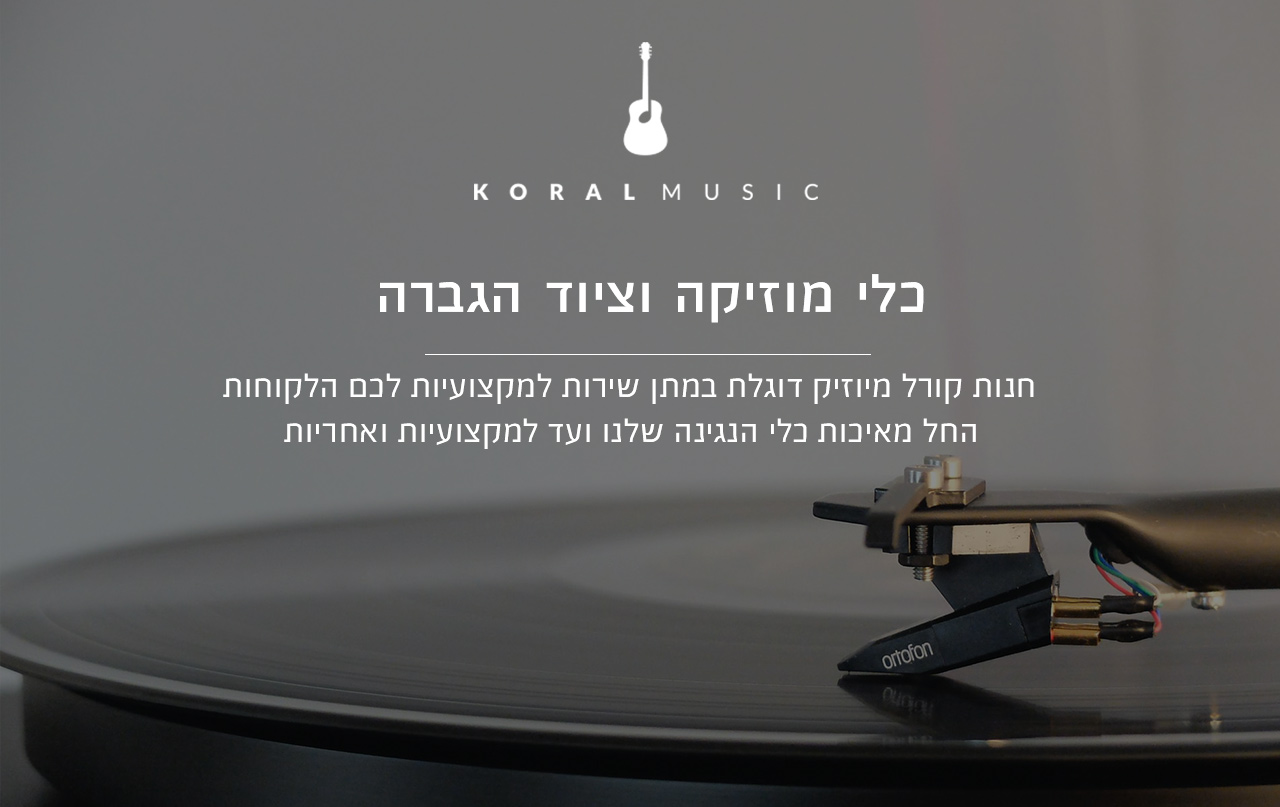 KORAL MUSIC
כלי מוזיקה וציוד הגברה
חנות קורל מיוזיק דוגלת במתן שירות למקצועיות לכם הלקוחות
החל מאיכות כלי הנגינה שלנו ועד למקצועיות ואחריות
ortofon